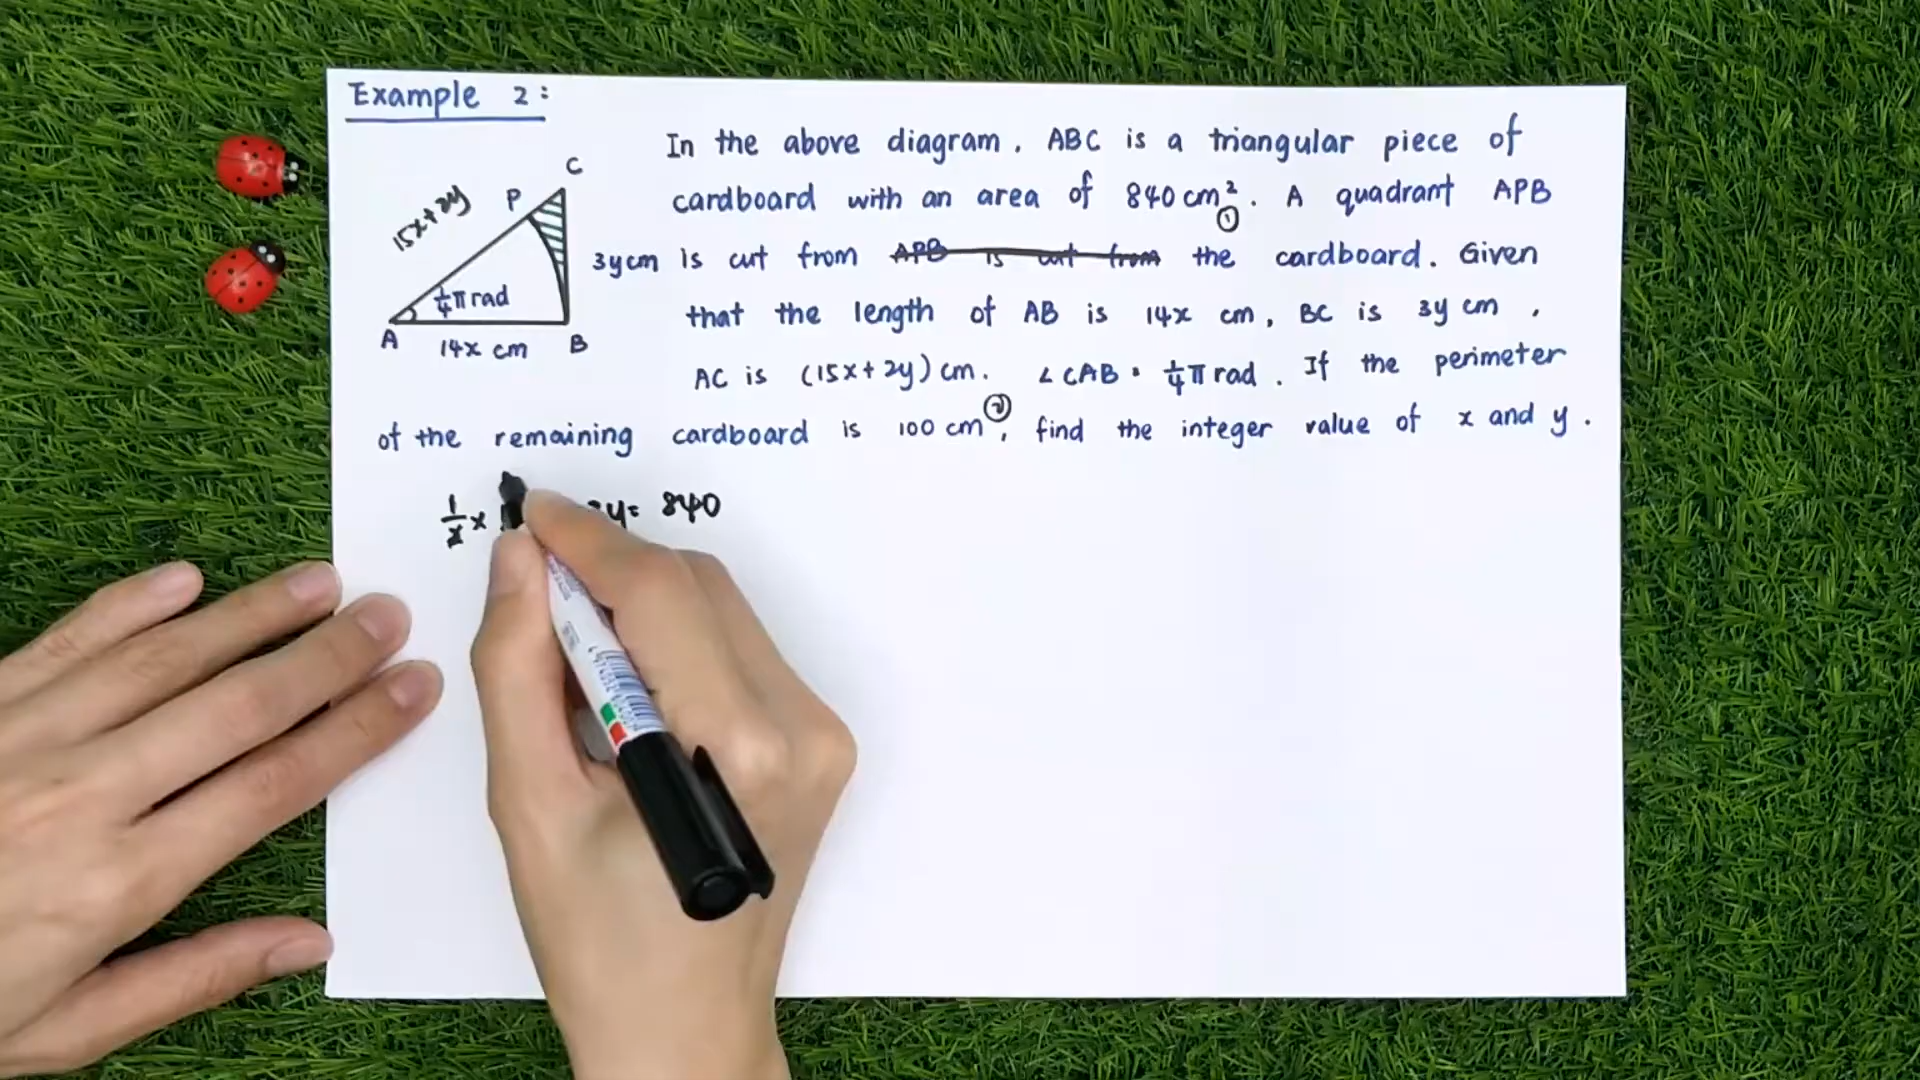 Example 2:
C
P
15x+2y
¼π rad
A
14x cm
B
3y cm
In the above diagram, ABC is a triangular piece of
cardboard with an area of 840 cm². A quadrant APB
①
is cut from APB is cut from the cardboard. Given
that the length of AB is 14x cm, BC is 3y cm,
AC is (15x+2y) cm. ∠CAB = ¼π rad. If the perimeter
②
of the remaining cardboard is 100 cm, find the integer value of x and y.
½ × 3y = 840